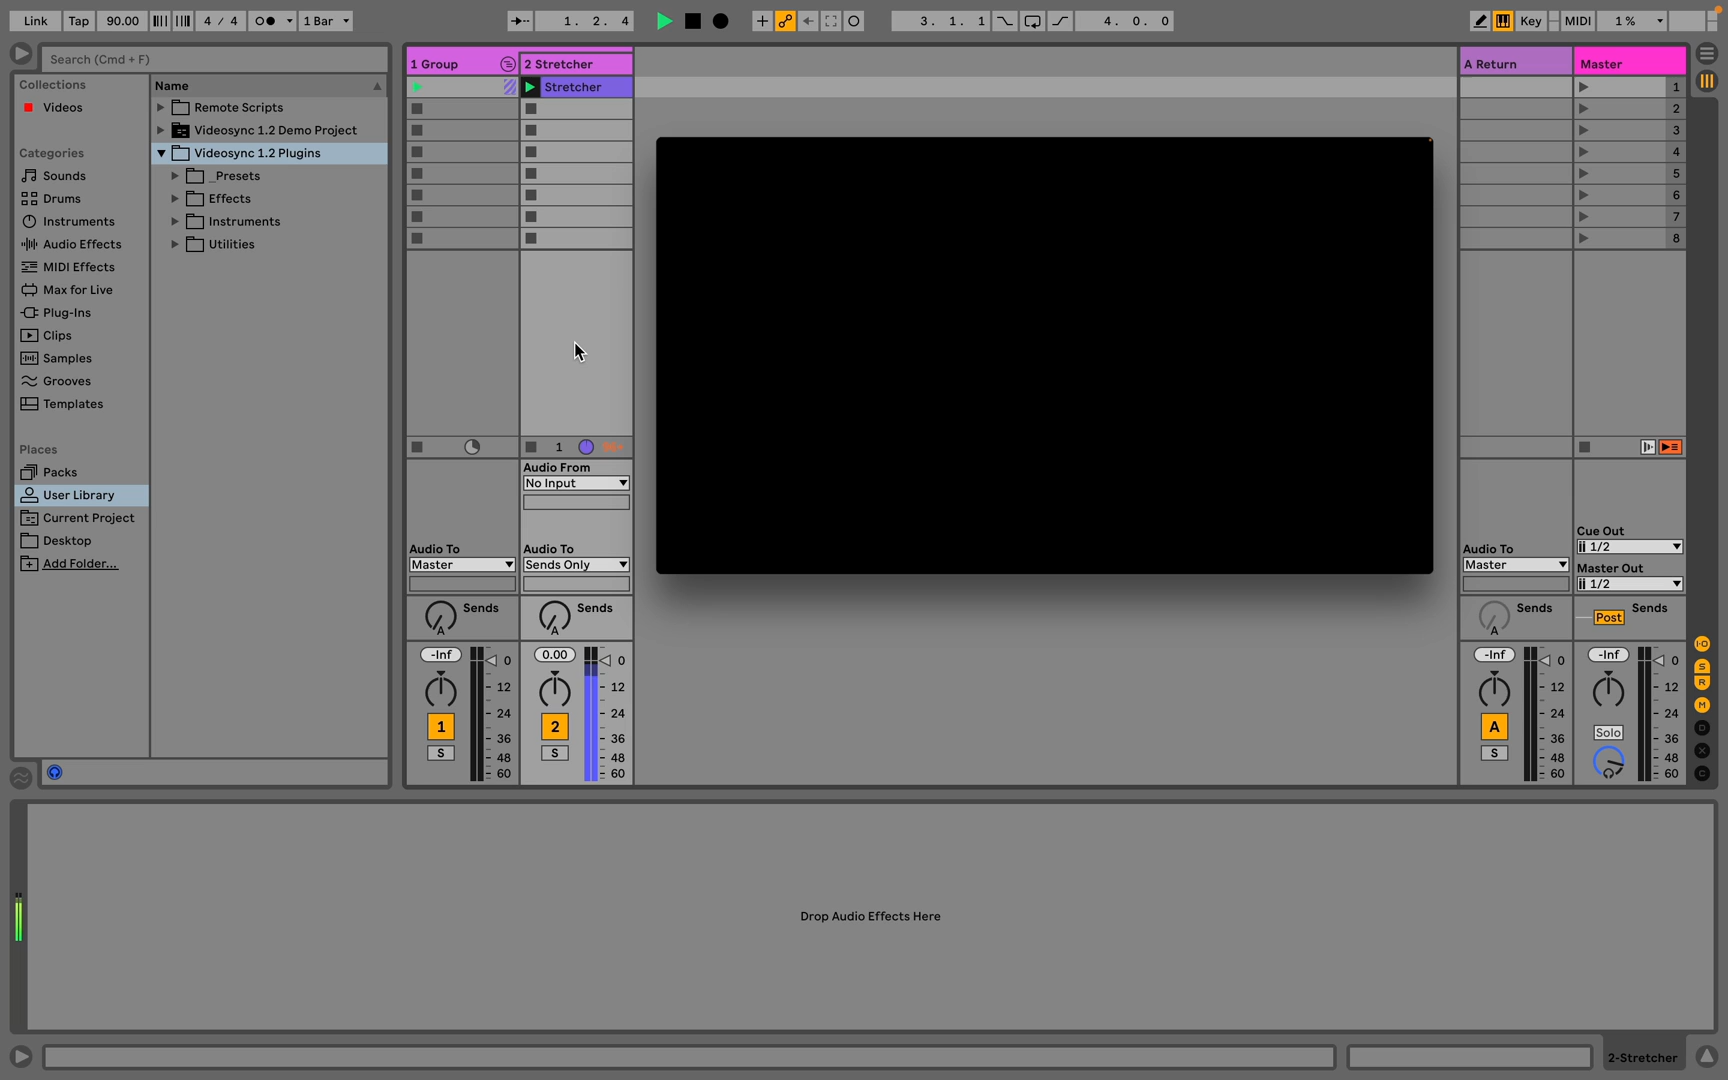 Link Tap 90.00 4 / 4 1 Bar 1. 2. 4 3. 1. 1 4. 0. 0 Key MIDI 1 %
Search (Cmd + F)
Collections
Videos
Categories
Sounds
Drums
Instruments
Audio Effects
MIDI Effects
Max for Live
Plug-Ins
Clips
Samples
Grooves
Templates
Places
Packs
User Library
Current Project
Desktop
Add Folder...
Name
Remote Scripts
Videosync 1.2 Demo Project
Videosync 1.2 Plugins
_Presets
Effects
Instruments
Utilities
1 Group
2 Stretcher
Stretcher
1
Audio From
No Input
Audio To
Master
Audio To
Sends Only
Sends
A
Sends
A
-Inf
0
12
24
36
48
60
1
S
0.00
0
12
24
36
48
60
2
S
A Return
Master
1
2
3
4
5
6
7
8
Audio To
Master
Cue Out
1/2
Master Out
1/2
Sends
A
Sends
Post
-Inf
0
12
24
36
48
60
A
S
-Inf
0
12
24
36
48
60
Solo
I·O
S
R
M
D
X
C
Drop Audio Effects Here
2-Stretcher